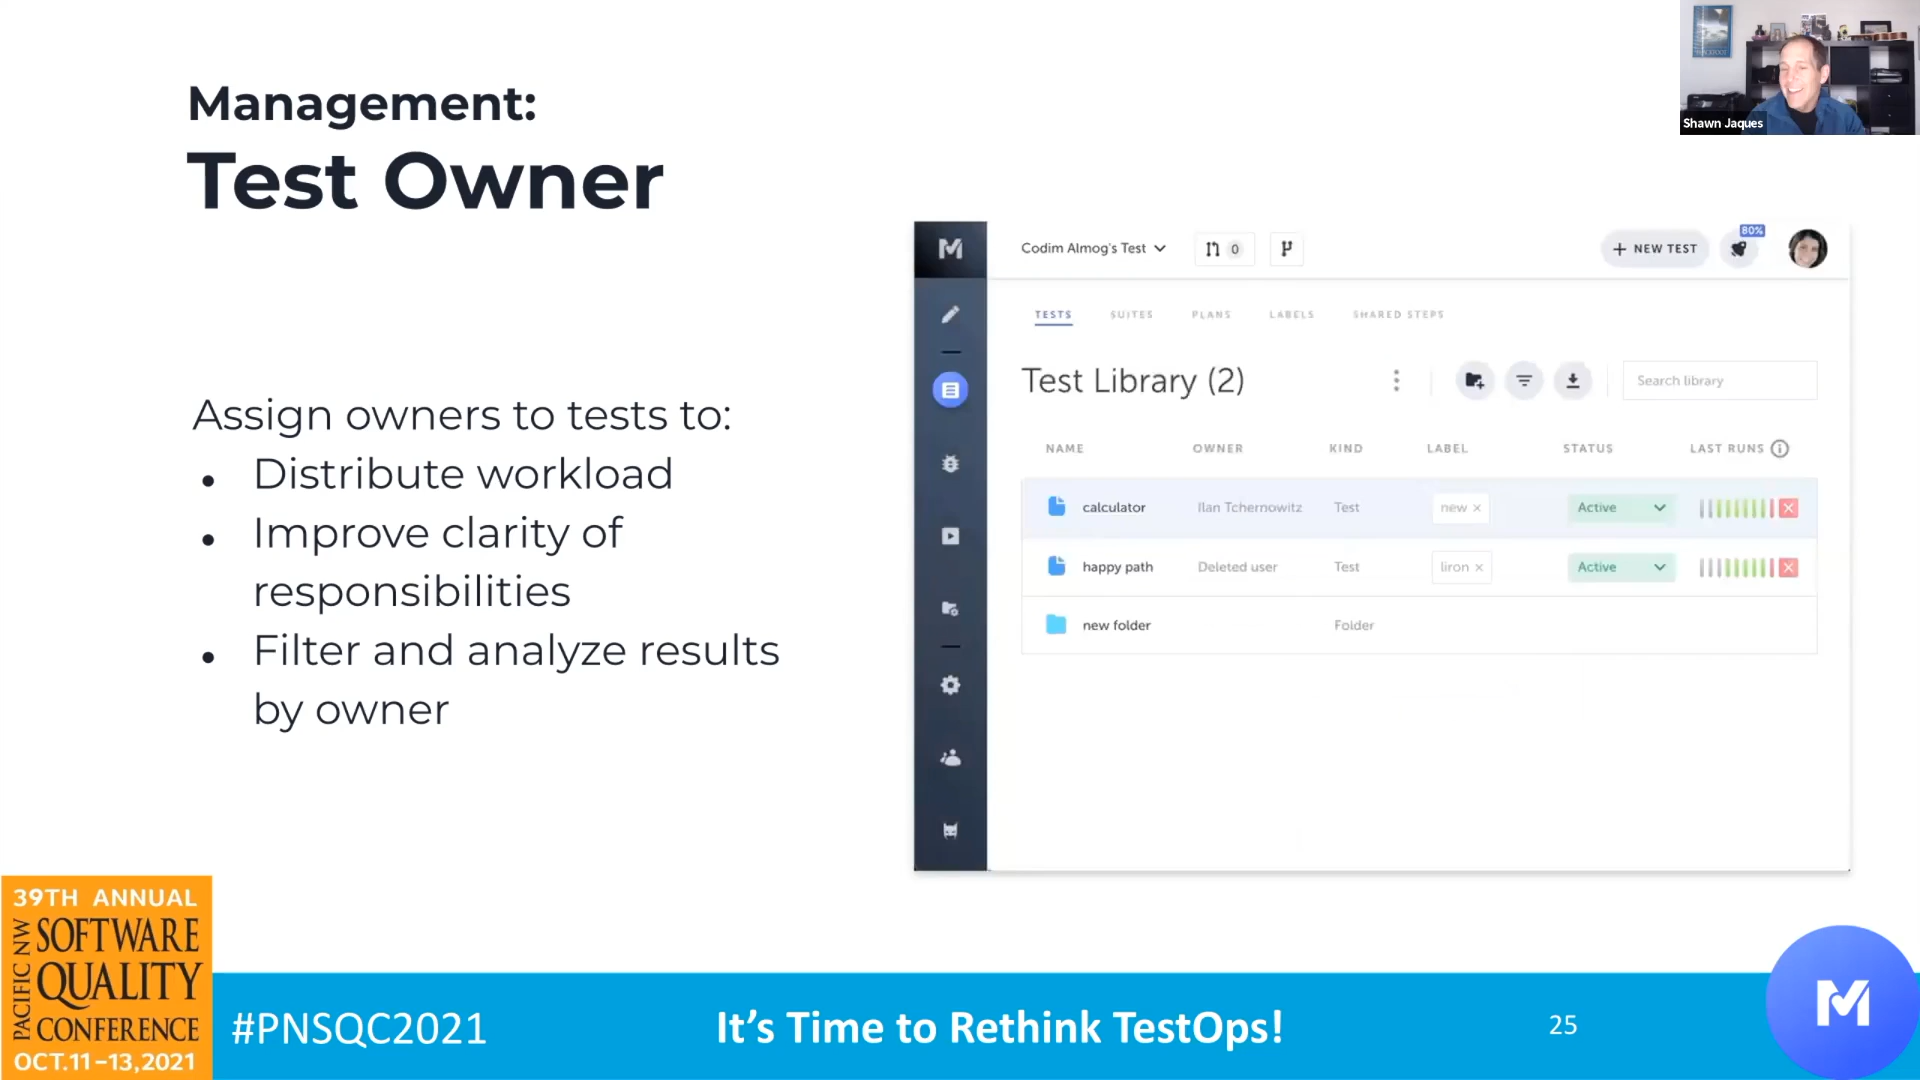 Management:
Test Owner
Shawn Jaques
Assign owners to tests to:
● Distribute workload
● Improve clarity of
responsibilities
● Filter and analyze results
by owner
Codim Almog's Test
0
+ NEW TEST
80%
TESTS SUITES PLANS LABELS SHARED STEPS
Test Library (2)
Search library
NAME OWNER KIND LABEL STATUS LAST RUNS
calculator Ilan Tchernowitz Test new × Active
happy path Deleted user Test liron × Active
new folder Folder
39TH ANNUAL
PACIFIC NW
SOFTWARE
QUALITY
CONFERENCE
OCT.11–13,2021
#PNSQC2021
It's Time to Rethink TestOps!
25